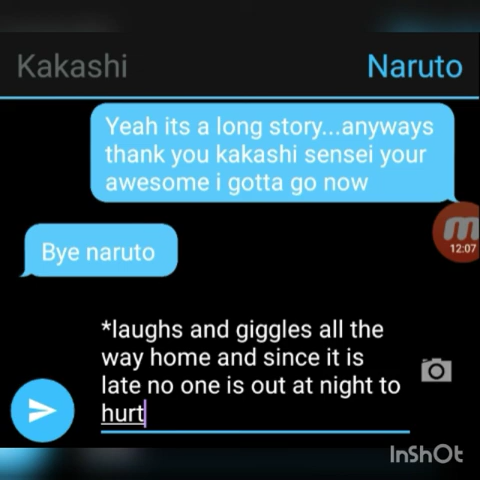 Kakashi
Naruto
Yeah its a long story...anyways
thank you kakashi sensei your
awesome i gotta go now
12:07
Bye naruto
*laughs and giggles all the
way home and since it is
late no one is out at night to
hurt
InShOt